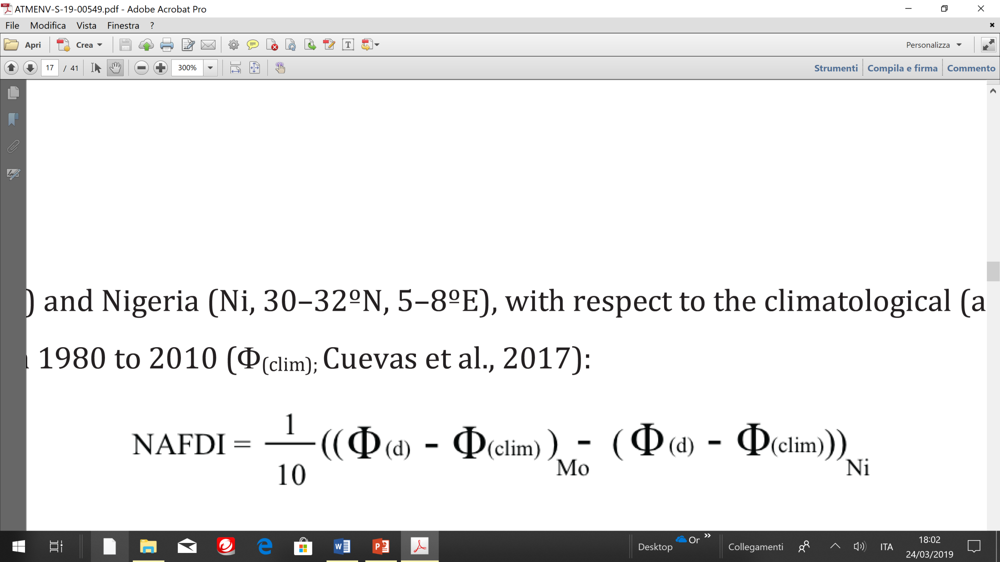 ATMENV-S-19-00549.pdf - Adobe Acrobat Pro
File Modifica Vista Finestra ?
Apri Crea Personalizza
17 / 41 300% Strumenti Compila e firma Commento
) and Nigeria (Ni, 30–32ºN, 5–8ºE), with respect to the climatological (a
1980 to 2010 (Φ(clim); Cuevas et al., 2017):
NAFDI = 1/10 ((Φ(d) - Φ(clim))Mo - (Φ(d) - Φ(clim)))Ni
Desktop Or » Collegamenti ITA 18:02
24/03/2019